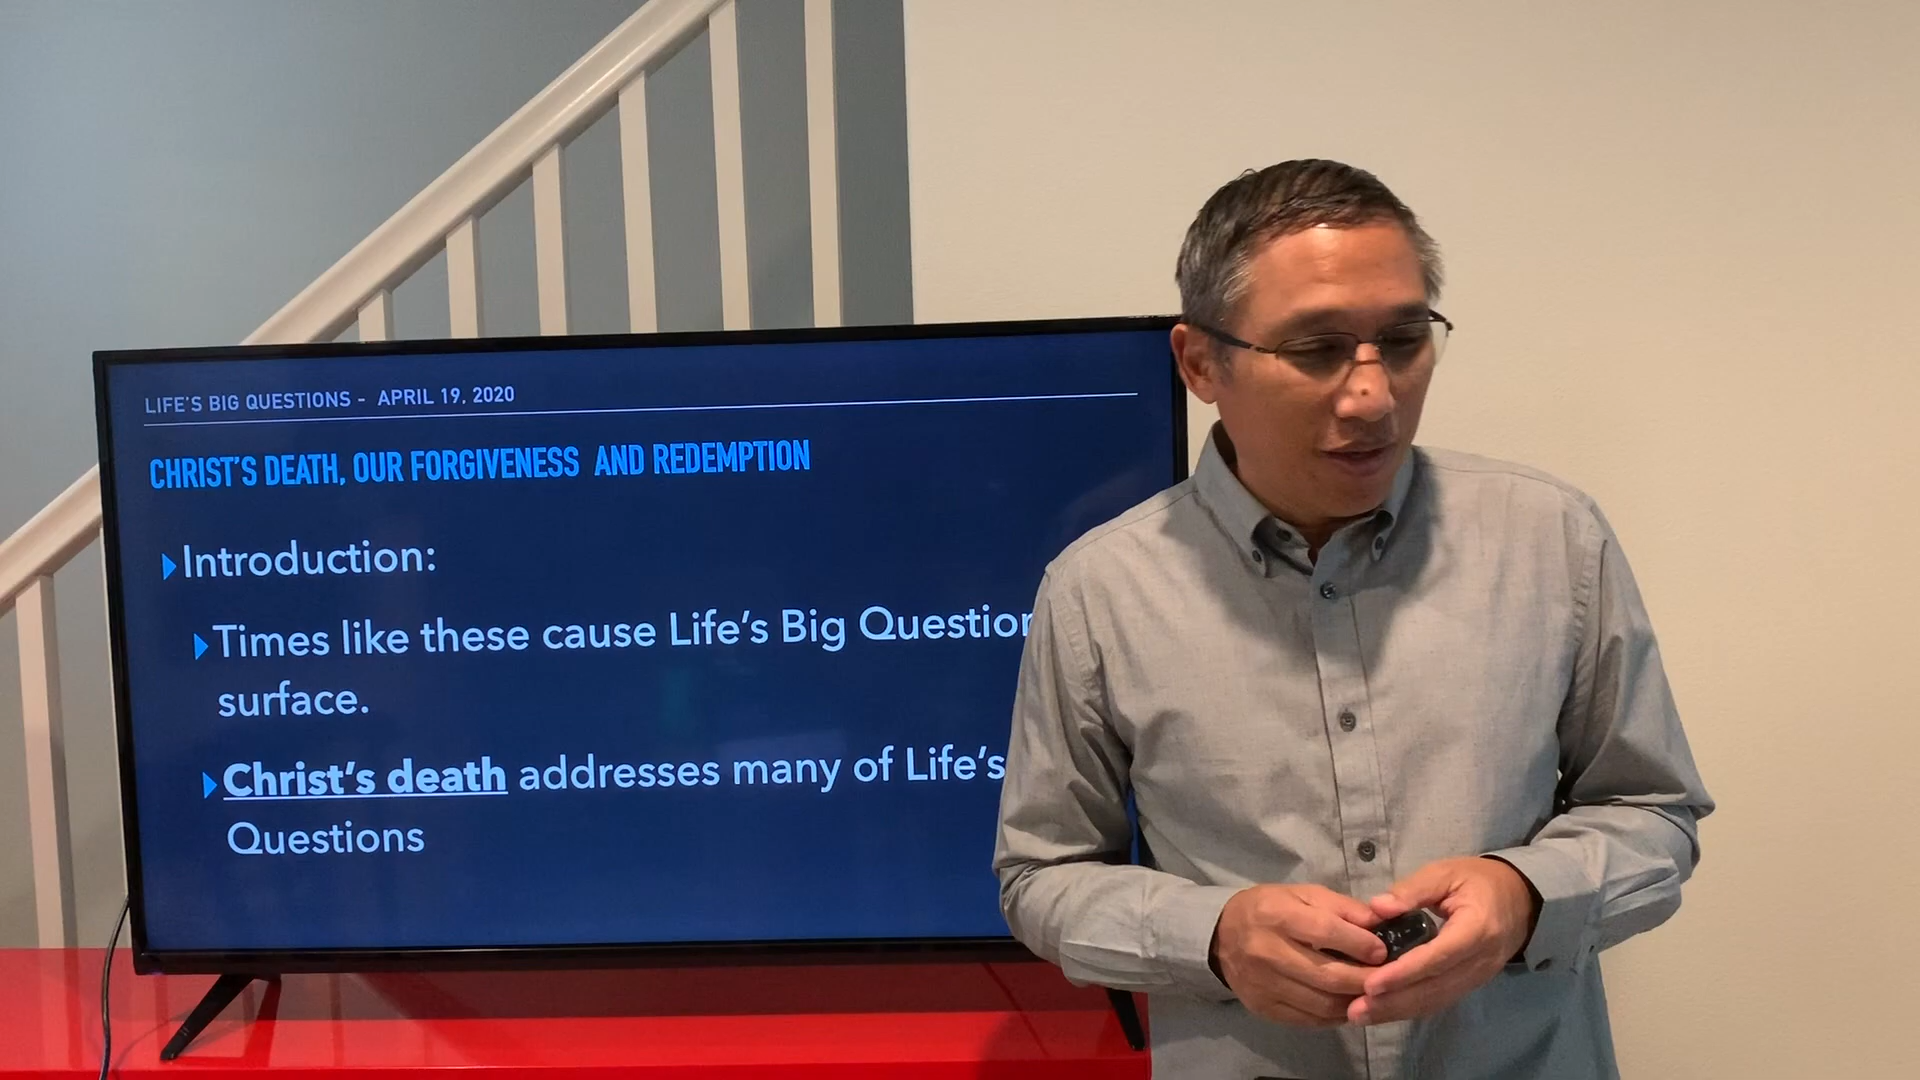 LIFE'S BIG QUESTIONS - APRIL 19, 2020
CHRIST'S DEATH, OUR FORGIVENESS AND REDEMPTION
Introduction:
Times like these cause Life's Big Question
surface.
Christ's death addresses many of Life's
Questions